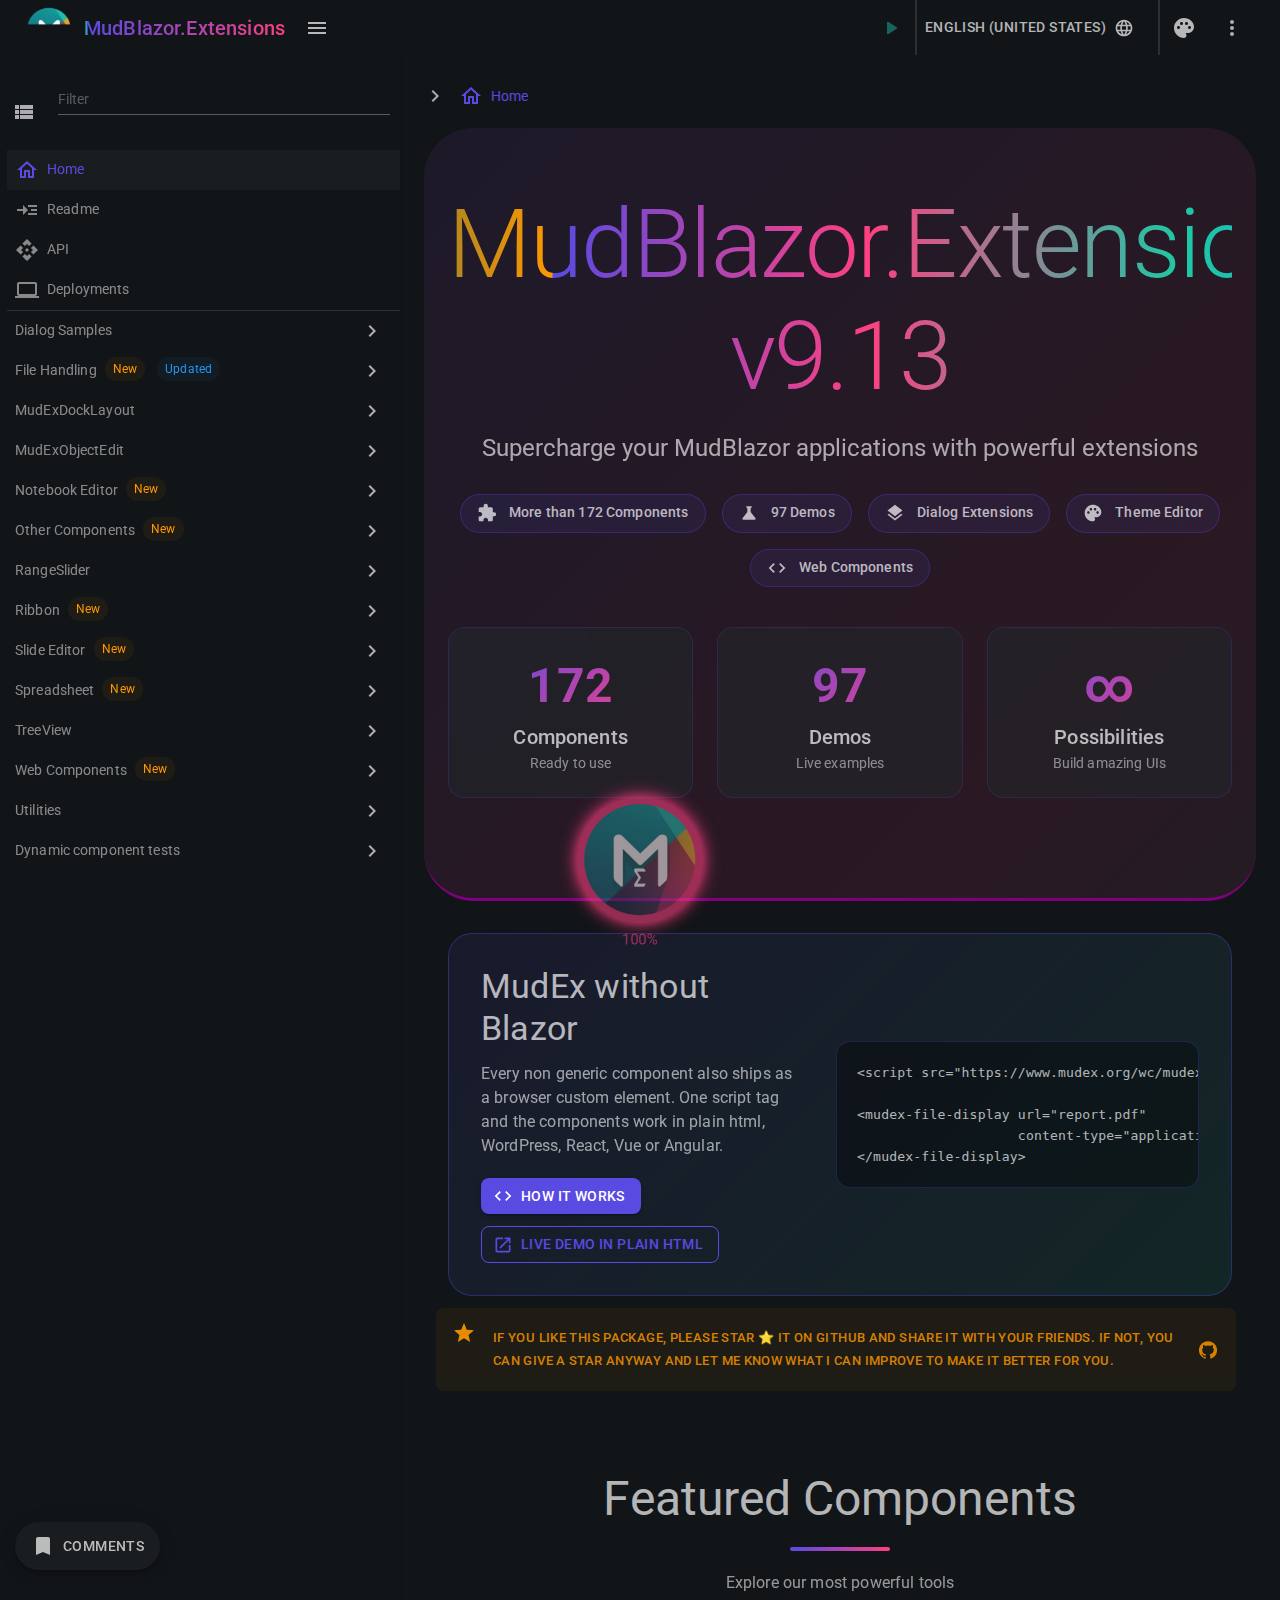 MudBlazor.Extensions
ENGLISH (UNITED STATES)
Filter
Home
Readme
API
Deployments
Dialog Samples
File Handling New Updated
MudExDockLayout
MudExObjectEdit
Notebook Editor New
Other Components New
RangeSlider
Ribbon New
Slide Editor New
Spreadsheet New
TreeView
Web Components New
Utilities
Dynamic component tests
COMMENTS
Home
MudBlazor.Extensio
v9.13
Supercharge your MudBlazor applications with powerful extensions
More than 172 Components
97 Demos
Dialog Extensions
Theme Editor
Web Components
172
Components
Ready to use
97
Demos
Live examples
∞
Possibilities
Build amazing UIs
M
Σ
100%
MudEx without
Blazor
Every non generic component also ships as
a browser custom element. One script tag
and the components work in plain html,
WordPress, React, Vue or Angular.
HOW IT WORKS
LIVE DEMO IN PLAIN HTML
<script src="https://www.mudex.org/wc/mudex
<mudex-file-display url="report.pdf"
content-type="applicati
</mudex-file-display>
IF YOU LIKE THIS PACKAGE, PLEASE STAR ⭐ IT ON GITHUB AND SHARE IT WITH YOUR FRIENDS. IF NOT, YOU
CAN GIVE A STAR ANYWAY AND LET ME KNOW WHAT I CAN IMPROVE TO MAKE IT BETTER FOR YOU.
Featured Components
Explore our most powerful tools